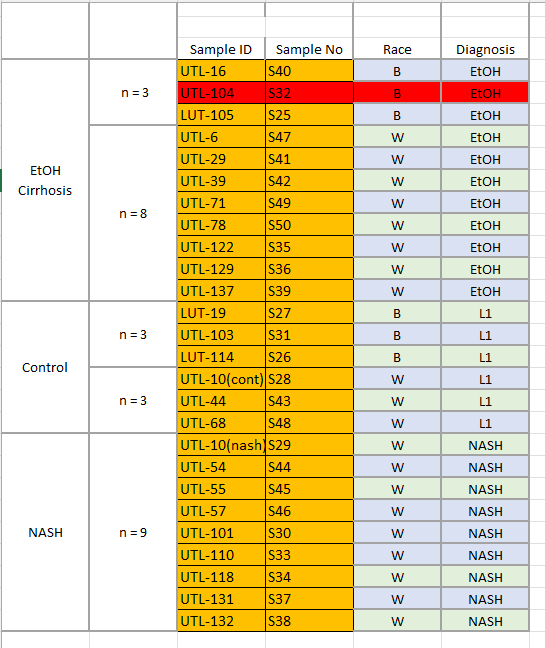 Sample ID Sample No Race Diagnosis
UTL-16 S40 B EtOH
n = 3 UTL-104 S32 B EtOH
LUT-105 S25 B EtOH
UTL-6 S47 W EtOH
UTL-29 S41 W EtOH
EtOH Cirrhosis UTL-39 S42 W EtOH
UTL-71 S49 W EtOH
n = 8 UTL-78 S50 W EtOH
UTL-122 S35 W EtOH
UTL-129 S36 W EtOH
UTL-137 S39 W EtOH
LUT-19 S27 B L1
n = 3 UTL-103 S31 B L1
LUT-114 S26 B L1
Control UTL-10(cont) S28 W L1
n = 3 UTL-44 S43 W L1
UTL-68 S48 W L1
UTL-10(nash) S29 W NASH
UTL-54 S44 W NASH
UTL-55 S45 W NASH
UTL-57 S46 W NASH
NASH n = 9 UTL-101 S30 W NASH
UTL-110 S33 W NASH
UTL-118 S34 W NASH
UTL-131 S37 W NASH
UTL-132 S38 W NASH